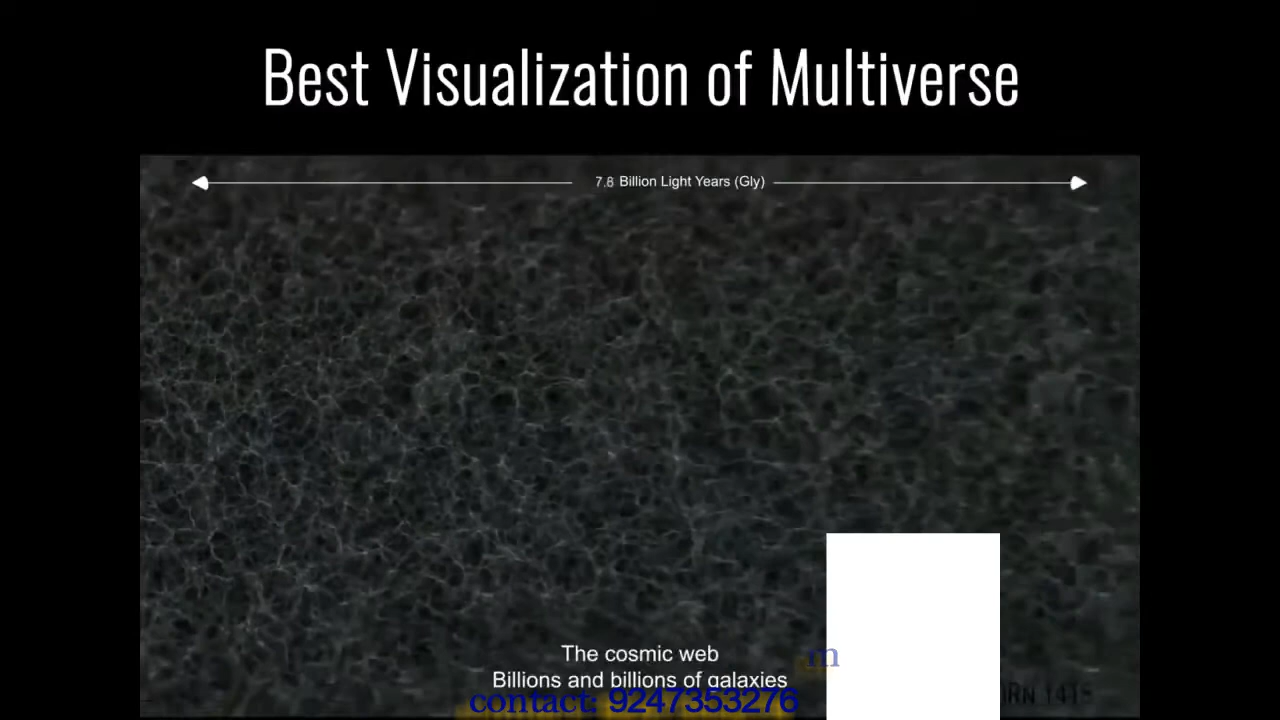 Best Visualization of Multiverse
7.8 Billion Light Years (Gly)
The cosmic web
Billions and billions of galaxies
contact: 9247353276